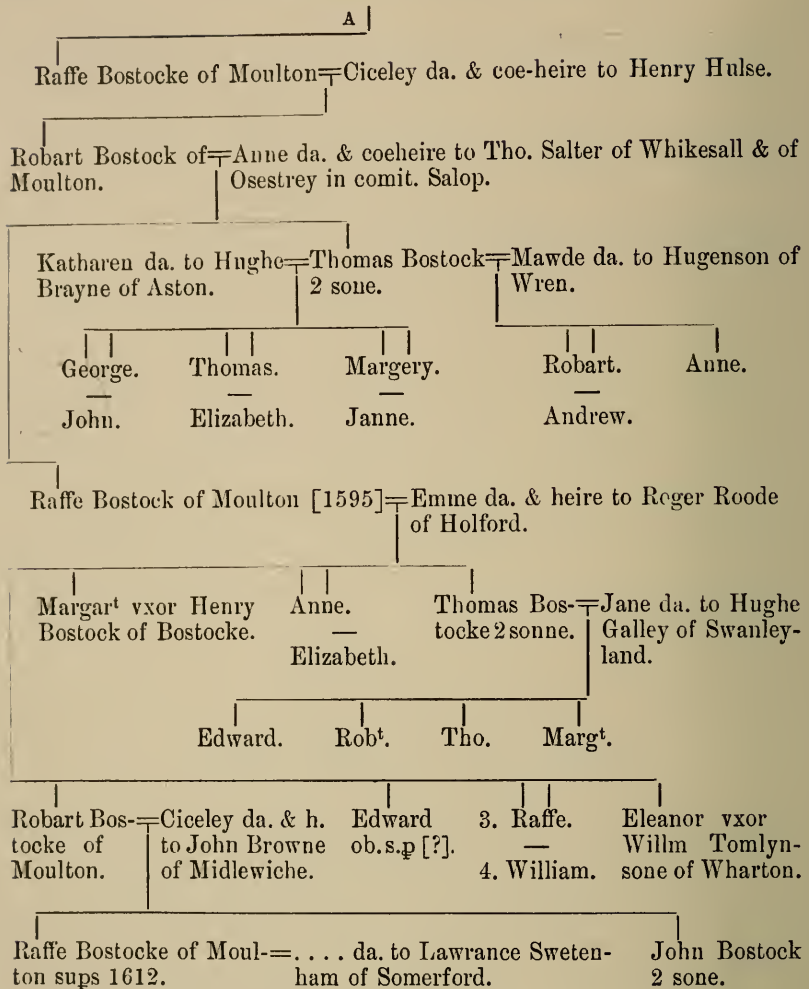 A
Raffe Bostocke of Moulton=Ciceley da. & coe-heire to Henry Hulse.
Robart Bostock of=Anne da. & coeheire to Tho. Salter of Whikesall & of
Moulton. Osestrey in comit. Salop.
Katharen da. to Hughe=Thomas Bostock=Mawde da. to Hugenson of
Brayne of Aston. 2 sone. Wren.
George. Thomas. Margery. Robart. Anne.
— — — —
John. Elizabeth. Janne. Andrew.
Raffe Bostock of Moulton [1595]=Emme da. & heire to Roger Roode
of Holford.
Margarᵗ vxor Henry Anne. Thomas Bos-=Jane da. to Hughe
Bostock of Bostocke. — tocke 2 sonne. Galley of Swanley-
Elizabeth. land.
Edward. Robᵗ. Tho. Margᵗ.
Robart Bos-=Ciceley da. & h. Edward 3. Raffe. Eleanor vxor
tocke of to John Browne ob. s.p [?]. — Willm Tomlyn-
Moulton. of Midlewiche. 4. William. sone of Wharton.
Raffe Bostocke of Moul-=. . . . da. to Lawrance Sweten- John Bostock
ton sups 1612. ham of Somerford. 2 sone.